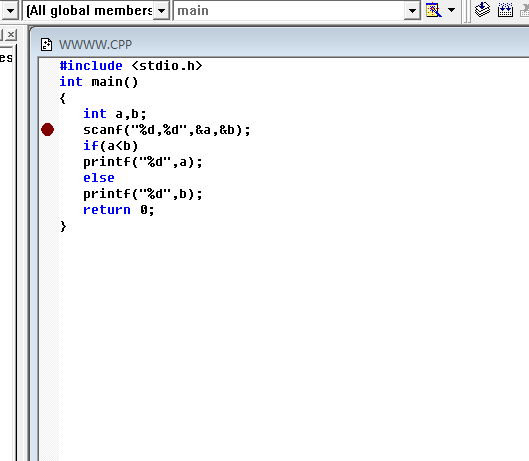 (All global members main
es
WWWW.CPP
#include <stdio.h>
int main()
{
int a,b;
scanf("%d,%d",&a,&b);
if(a<b)
printf("%d",a);
else
printf("%d",b);
return 0;
}